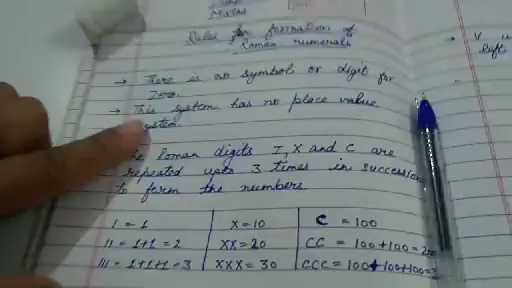 Maths
Rules for formation of
Roman numerals
→ There is no symbol or digit for
zero.
→ This system has no place value
system.
The Roman digits I, X and C are
repeated upto 3 times in succession
to form the numbers.
I = 1 X = 10 C = 100
II = 1+1 = 2 XX = 20 CC = 100+100 = 200
III = 1+1+1 = 3 XXX = 30 CCC = 100+100+100=
→ V
left